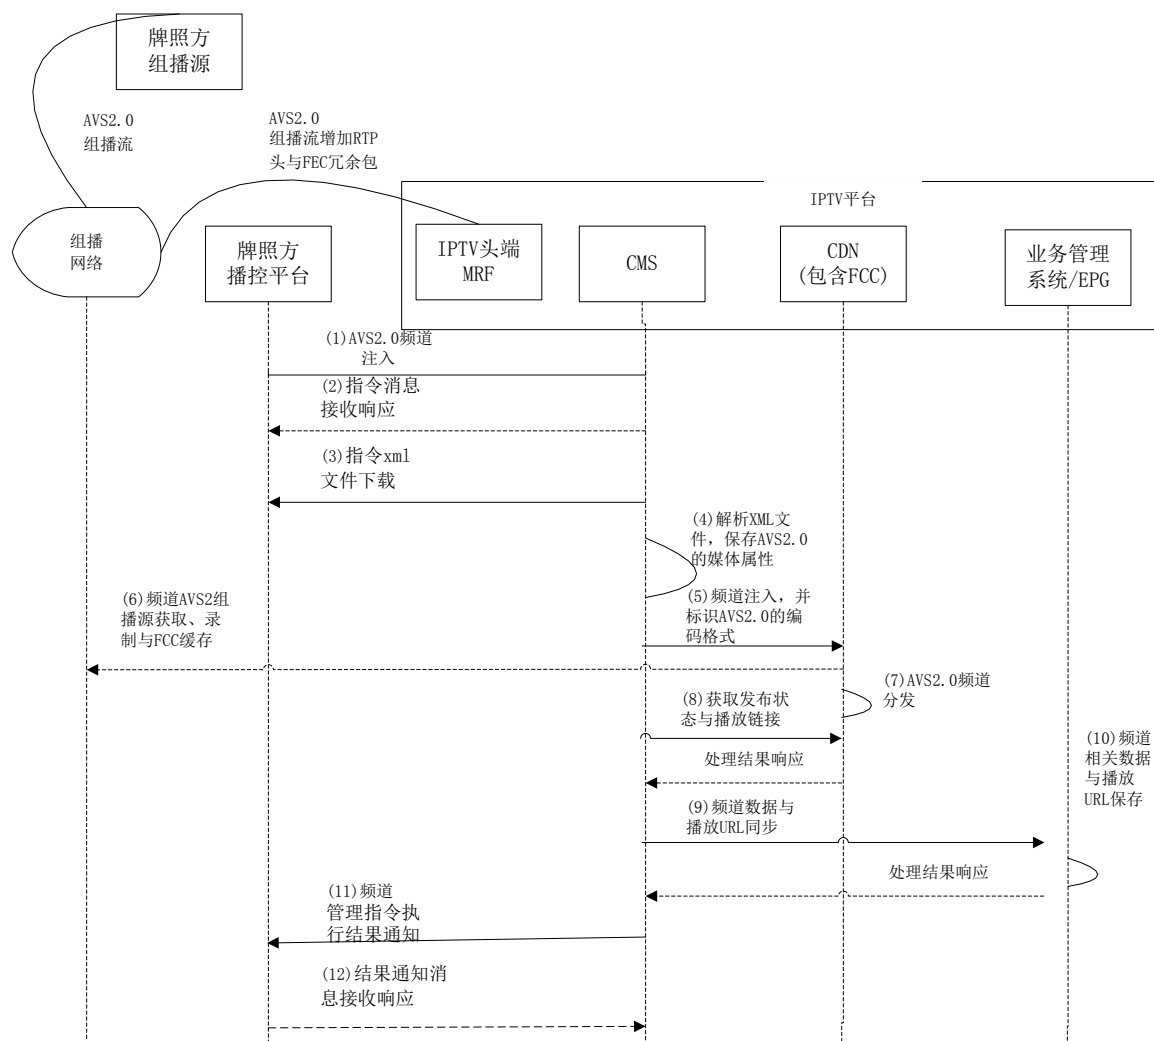 牌照方
组播源
AVS2.0
组播流
AVS2.0
组播流增加RTP
头与FEC冗余包
IPTV平台
组播
网络
牌照方
播控平台
IPTV头端
MRF
CMS
CDN
(包含FCC)
业务管理
系统/EPG
(1)AVS2.0频道
注入
(2)指令消息
接收响应
(3)指令xml
文件下载
(4)解析XML文
件，保存AVS2.0
的媒体属性
(5)频道注入，并
标识AVS2.0的编
码格式
(6)频道AVS2组
播源获取、录
制与FCC缓存
(7)AVS2.0频道
分发
(8)获取发布状
态与播放链接
处理结果响应
(9)频道数据与
播放URL同步
(10)频道
相关数据
与播放
URL保存
处理结果响应
(11)频道
管理指令执
行结果通知
(12)结果通知消
息接收响应